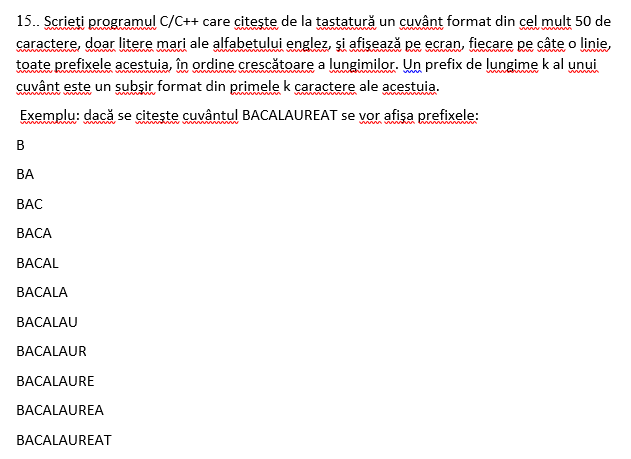 15.. Scrieţi programul C/C++ care citeşte de la tastatură un cuvânt format din cel mult 50 de
caractere, doar litere mari ale alfabetului englez, şi afişează pe ecran, fiecare pe câte o linie,
toate prefixele acestuia, în ordine crescătoare a lungimilor. Un prefix de lungime k al unui
cuvânt este un subşir format din primele k caractere ale acestuia.
Exemplu: dacă se citeşte cuvântul BACALAUREAT se vor afişa prefixele:
B
BA
BAC
BACA
BACAL
BACALA
BACALAU
BACALAUR
BACALAURE
BACALAUREA
BACALAUREAT